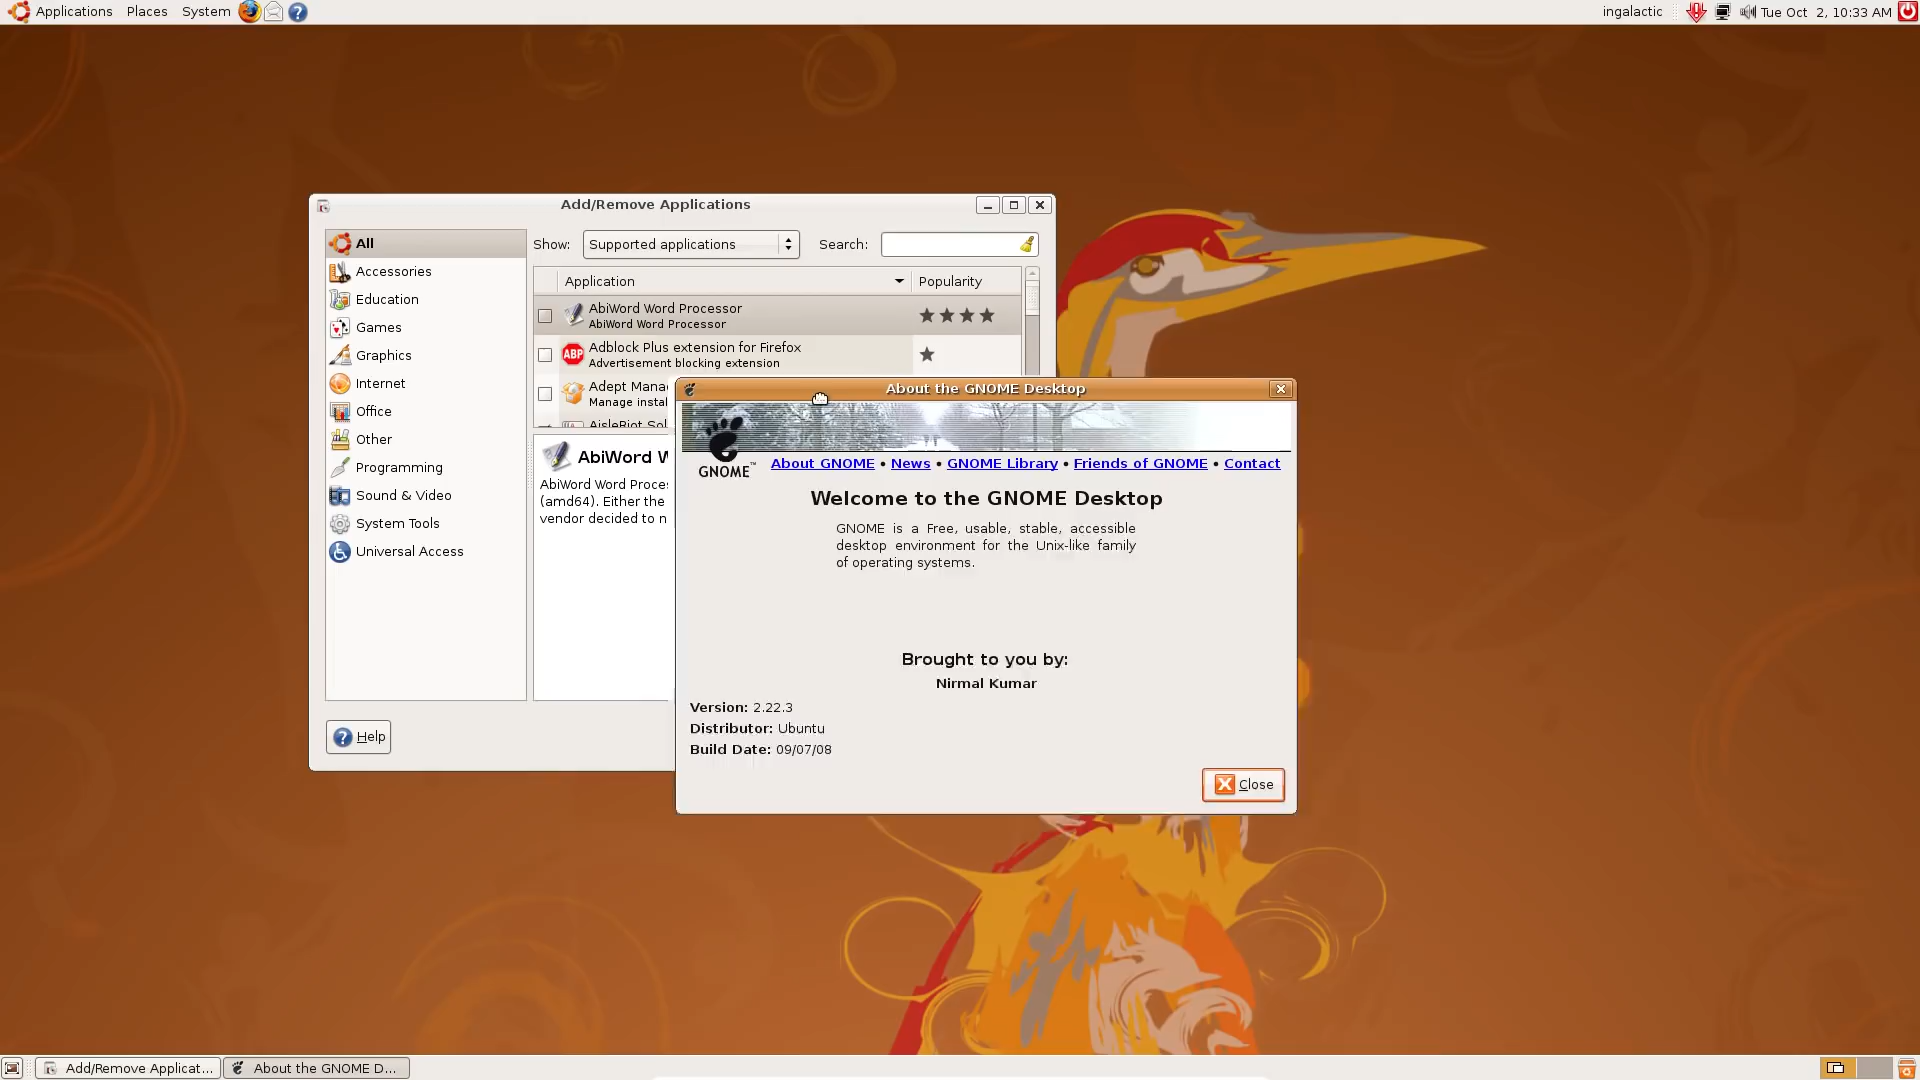 Applications Places System
ingalactic
Tue Oct 2, 10:33 AM
Add/Remove Applications
All
Accessories
Education
Games
Graphics
Internet
Office
Other
Programming
Sound & Video
System Tools
Universal Access
Help
Show: Supported applications Search:
Application Popularity
AbiWord Word Processor
AbiWord Word Processor
ABP
Adblock Plus extension for Firefox
Advertisement blocking extension
Adept Mana
Manage instal
AisleRiot Sol
AbiWord W
AbiWord Word Proces
(amd64). Either the
vendor decided to n
About the GNOME Desktop
GNOME™
About GNOME • News • GNOME Library • Friends of GNOME • Contact
Welcome to the GNOME Desktop
GNOME is a Free, usable, stable, accessible
desktop environment for the Unix-like family
of operating systems.
Brought to you by:
Nirmal Kumar
Version: 2.22.3
Distributor: Ubuntu
Build Date: 09/07/08
Close
Add/Remove Applicat...
About the GNOME D...